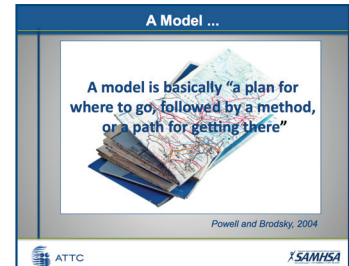 A Model ...
A model is basically “a plan for
where to go, followed by a method,
or a path for getting there”
Powell and Brodsky, 2004
ATTC
SAMHSA